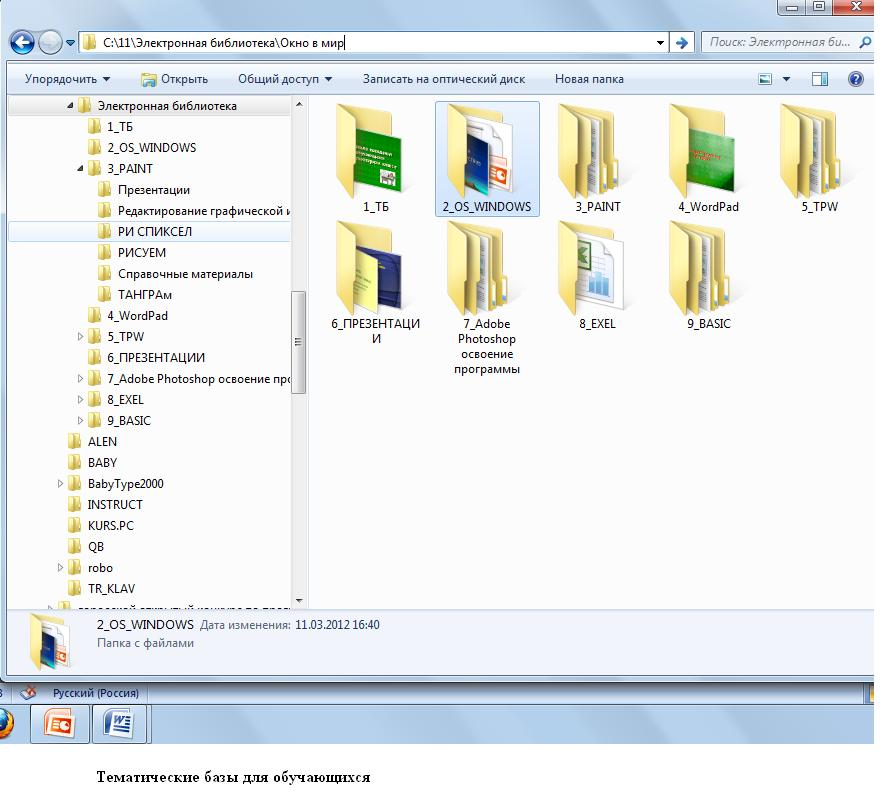 C:\11\Электронная библиотека\Окно в мир
Поиск: Электронная би...
Упорядочить
Открыть
Общий доступ
Записать на оптический диск
Новая папка
Электронная библиотека
1_ТБ
2_OS_WINDOWS
3_PAINT
Презентации
Редактирование графической и
РИ СПИКСЕЛ
РИСУЕМ
Справочные материалы
ТАНГРАм
4_WordPad
5_TPW
6_ПРЕЗЕНТАЦИИ
7_Adobe Photoshop освоение про
8_EXEL
9_BASIC
ALEN
BABY
BabyType2000
INSTRUCT
KURS.PC
QB
robo
TR_KLAV
1_ТБ
2_OS_WINDOWS
3_PAINT
4_WordPad
5_TPW
6_ПРЕЗЕНТАЦИ
И
7_Adobe
Photoshop
освоение
программы
8_EXEL
9_BASIC
2_OS_WINDOWS Дата изменения: 11.03.2012 16:40
Папка с файлами
Русский (Россия)
Тематические базы для обучающихся